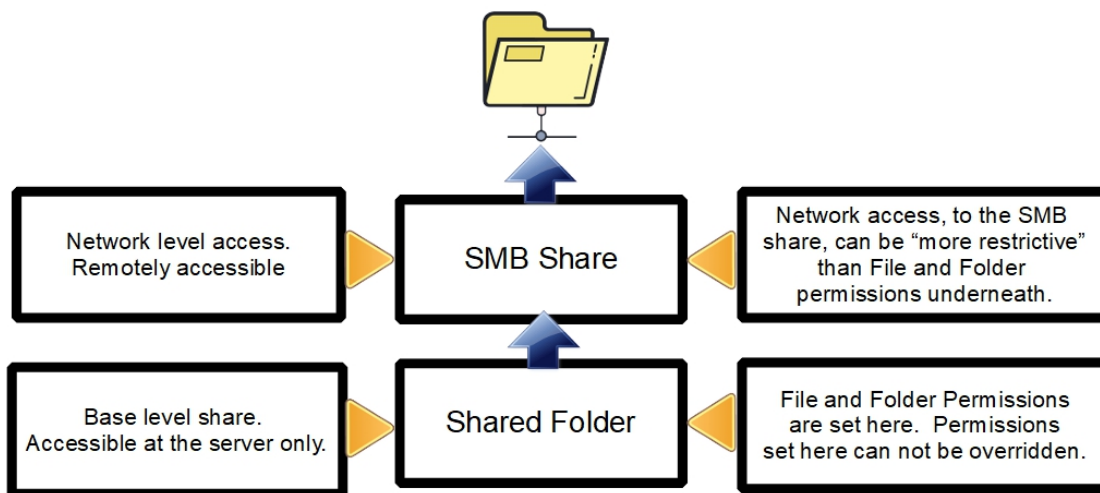 Network level access.
Remotely accessible
SMB Share
Network access, to the SMB
share, can be “more restrictive”
than File and Folder
permissions underneath.
Base level share.
Accessible at the server only.
Shared Folder
File and Folder Permissions
are set here.  Permissions
set here can not be overridden.